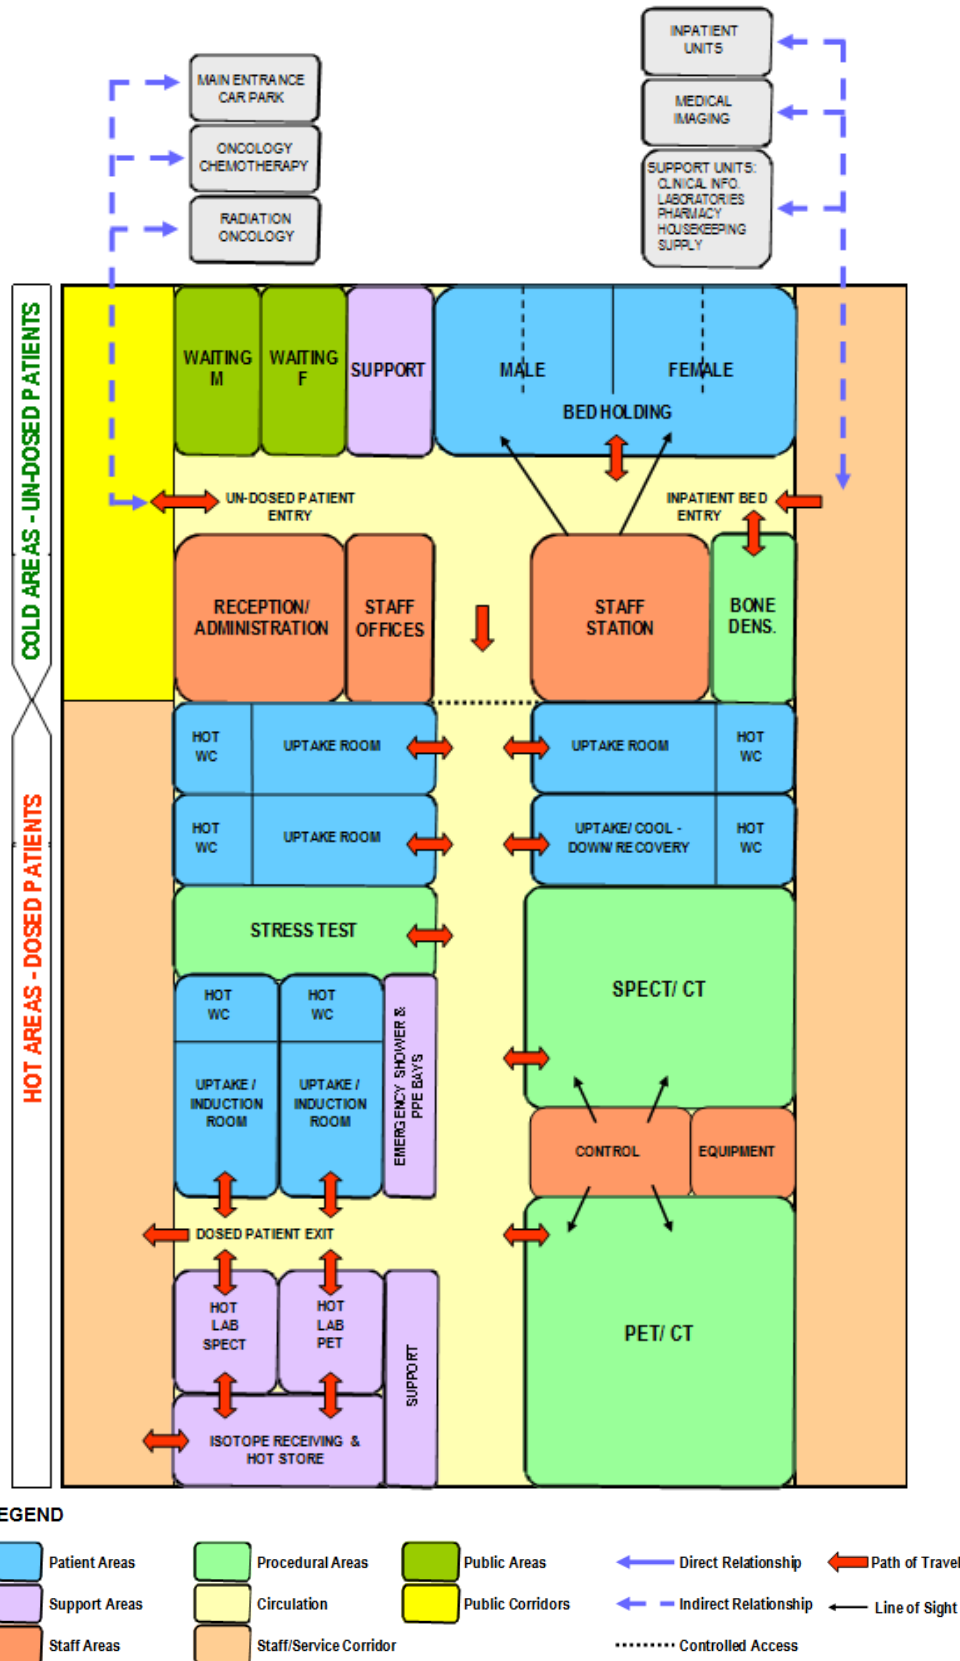 INPATIENT
UNITS
MAIN ENTRANCE
CAR PARK
MEDICAL
IMAGING
ONCOLOGY
CHEMOTHERAPY
SUPPORT UNITS:
CLINICAL INFO.
LABORATORIES
PHARMACY
HOUSEKEEPING
SUPPLY
RADIATION
ONCOLOGY
COLD AREAS - UN-DOSED PATIENTS
WAITING
M
WAITING
F
SUPPORT
MALE
FEMALE
BED HOLDING
UN-DOSED PATIENT
ENTRY
INPATIENT BED
ENTRY
RECEPTION/
ADMINISTRATION
STAFF
OFFICES
STAFF
STATION
BONE
DENS.
HOT AREAS - DOSED PATIENTS
HOT
WC
UPTAKE ROOM
UPTAKE ROOM
HOT
WC
HOT
WC
UPTAKE ROOM
UPTAKE/ COOL -
DOWN/ RECOVERY
HOT
WC
STRESS TEST
SPECT/ CT
HOT
WC
HOT
WC
EMERGENCY SHOWER &
PPE BAYS
UPTAKE /
INDUCTION
ROOM
UPTAKE /
INDUCTION
ROOM
CONTROL
EQUIPMENT
DOSED PATIENT EXIT
HOT
LAB
SPECT
HOT
LAB
PET
SUPPORT
PET/ CT
ISOTOPE RECEIVING &
HOT STORE
EGEND
Patient Areas
Procedural Areas
Public Areas
Direct Relationship
Path of Travel
Support Areas
Circulation
Public Corridors
Indirect Relationship
Line of Sight
Staff Areas
Staff/Service Corridor
Controlled Access